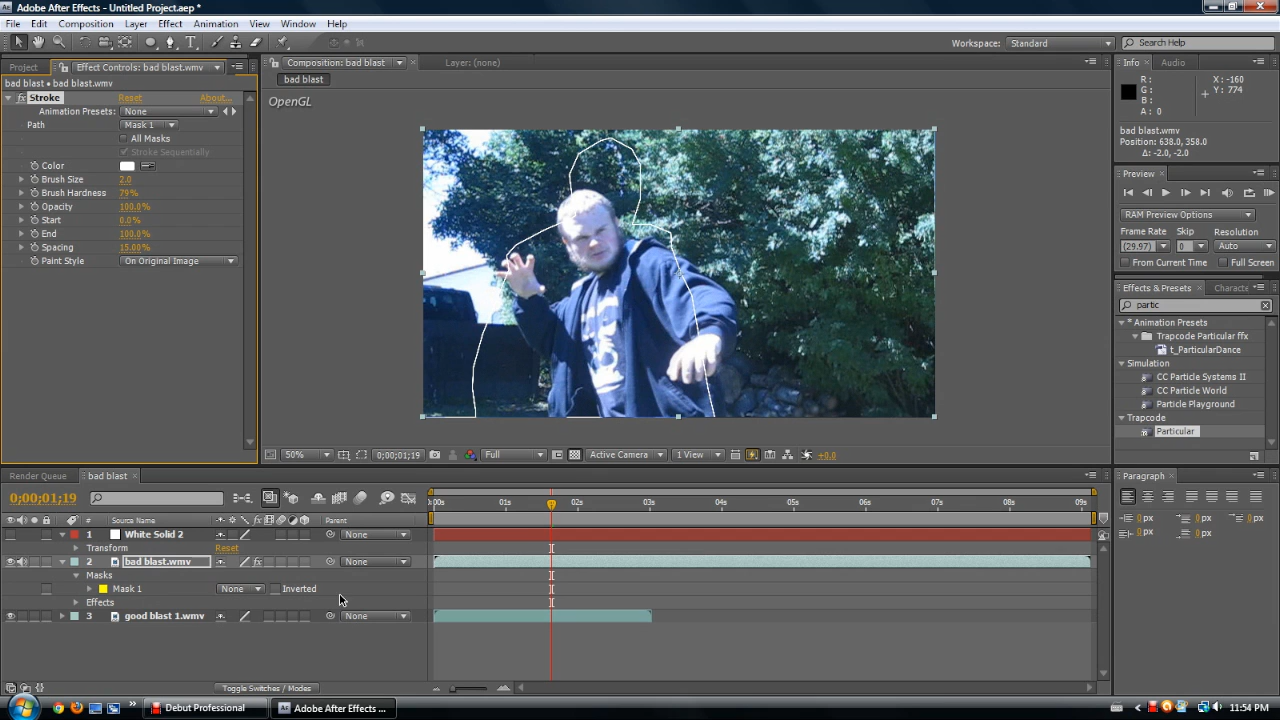 Adobe After Effects - Untitled Project.aep *
File Edit Composition Layer Effect Animation View Window Help
Workspace: Standard Search Help
Project Effect Controls: bad blast.wmv
bad blast • bad blast.wmv
Stroke Reset About...
Animation Presets: None
Path Mask 1
All Masks
Stroke Sequentially
Color
Brush Size 2.0
Brush Hardness 79%
Opacity 100.0%
Start 0.0%
End 100.0%
Spacing 15.00%
Paint Style On Original Image
Composition: bad blast Layer: (none)
bad blast
OpenGL
50% 0;00;01;19 Full Active Camera 1 View +0.0
Info Audio
R: X: -160
G: Y: 774
B:
A: 0
bad blast.wmv
Position: 638.0, 358.0
Δ: -2.0, -2.0
Preview
RAM Preview Options
Frame Rate Skip Resolution
(29.97) 0 Auto
From Current Time Full Screen
Effects & Presets Characte
partic
* Animation Presets
Trapcode Particular ffx
t_ParticularDance
Simulation
CC Particle Systems II
CC Particle World
Particle Playground
Trapcode
Particular
Paragraph
0 px 0 px 0 px
0 px 0 px
Render Queue bad blast
0;00;01;19
0:00s 01s 02s 03s 04s 05s 06s 07s 08s 09s
# Source Name Parent
1 White Solid 2 None
Transform Reset
2 bad blast.wmv None
Masks
Mask 1 None Inverted
Effects
3 good blast 1.wmv None
Toggle Switches / Modes
Debut Professional Adobe After Effects ... 11:54 PM